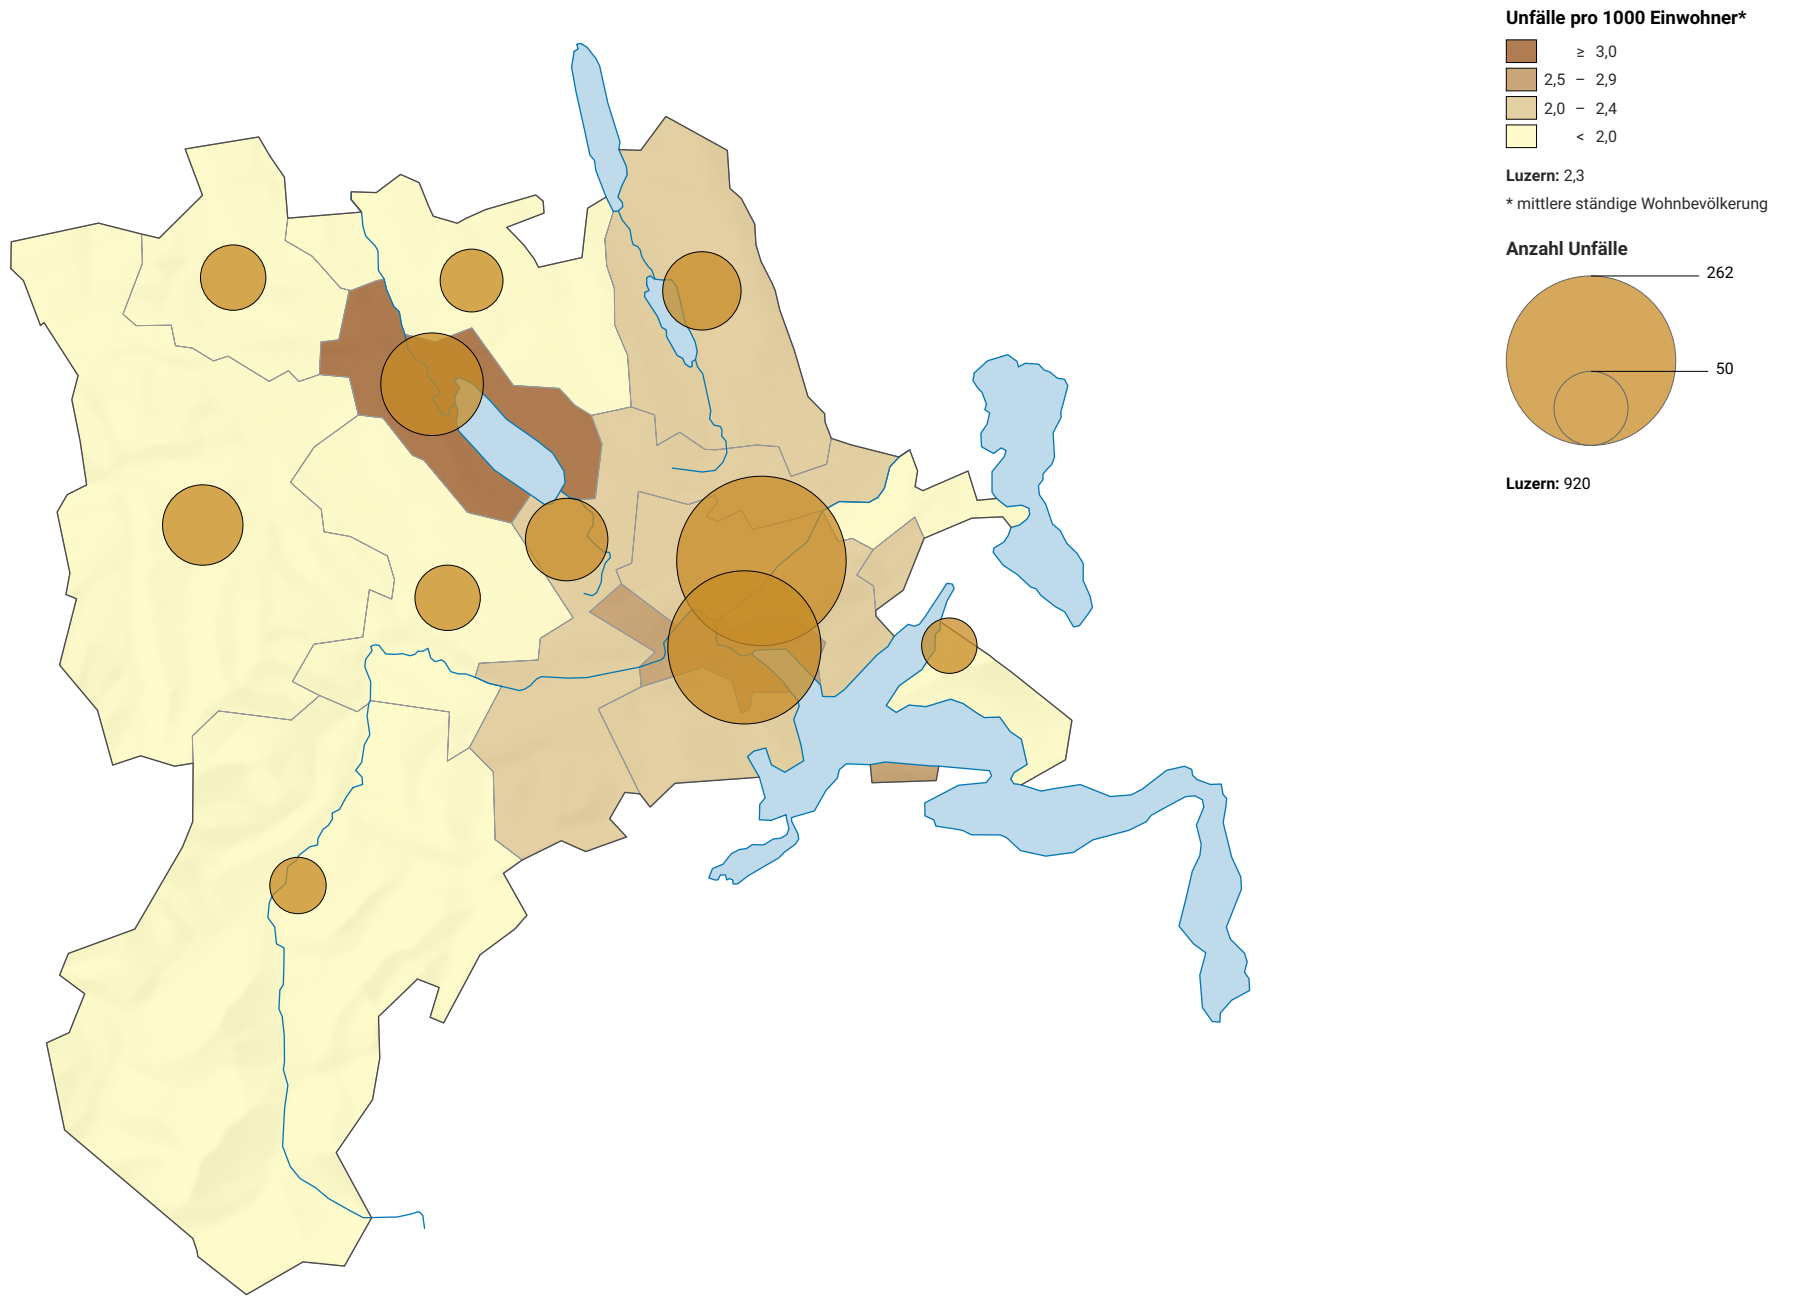 Unfälle pro 1000 Einwohner*
≥ 3,0
2,5 – 2,9
2,0 – 2,4
< 2,0
Luzern: 2,3
* mittlere ständige Wohnbevölkerung
Anzahl Unfälle
262
50
Luzern: 920